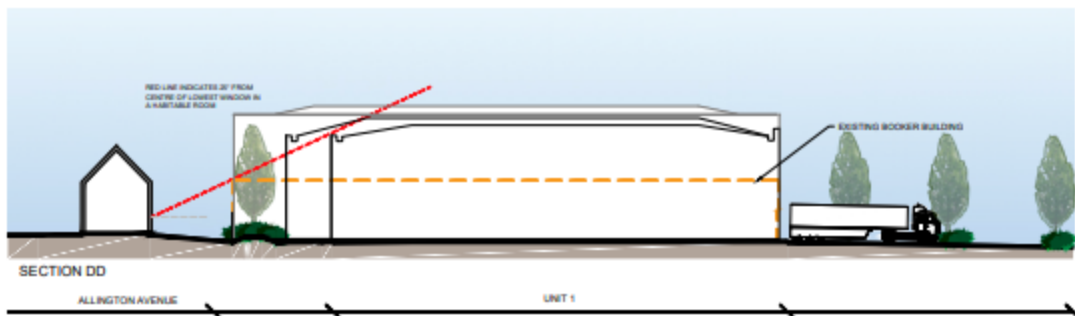 RED LINE INDICATES 25° FROM
CENTRE OF LOWEST WINDOW IN
A HABITABLE ROOM
EXISTING BOOKER BUILDING
SECTION DD
ALLINGTON AVENUE
UNIT 1